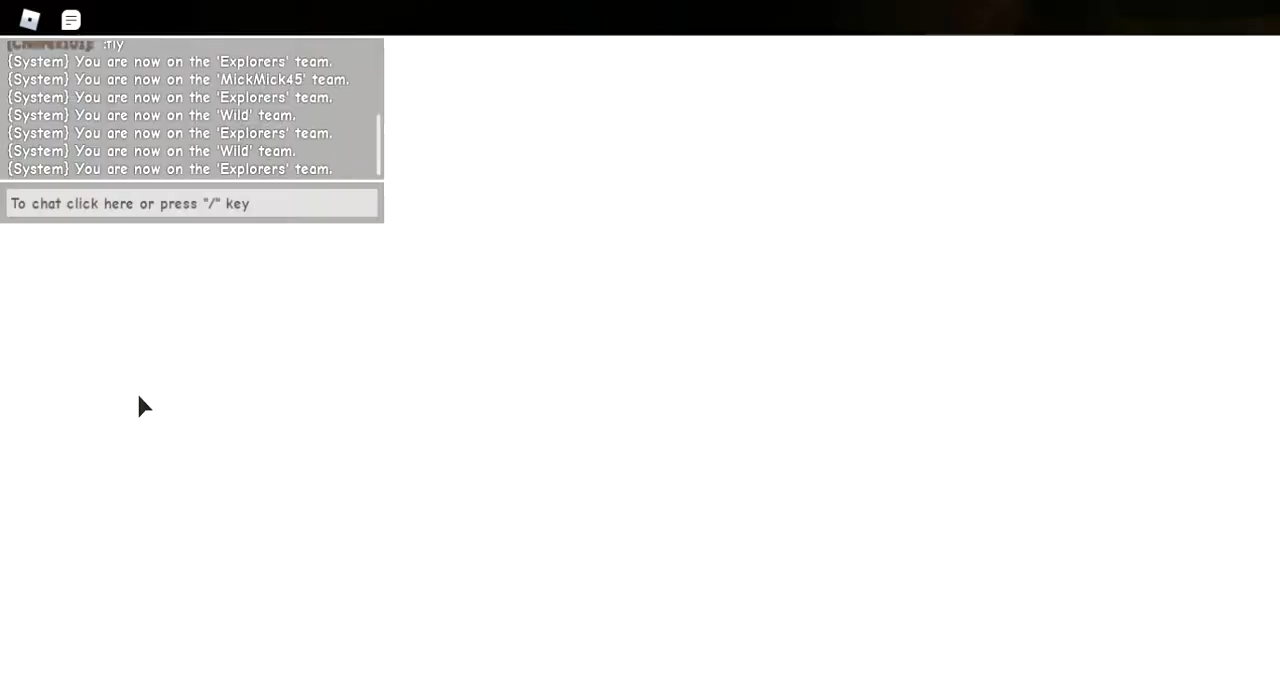 :fly
{System} You are now on the 'Explorers' team.
{System} You are now on the 'MickMick45' team.
{System} You are now on the 'Explorers' team.
{System} You are now on the 'Wild' team.
{System} You are now on the 'Explorers' team.
{System} You are now on the 'Wild' team.
{System} You are now on the 'Explorers' team.
To chat click here or press "/" key